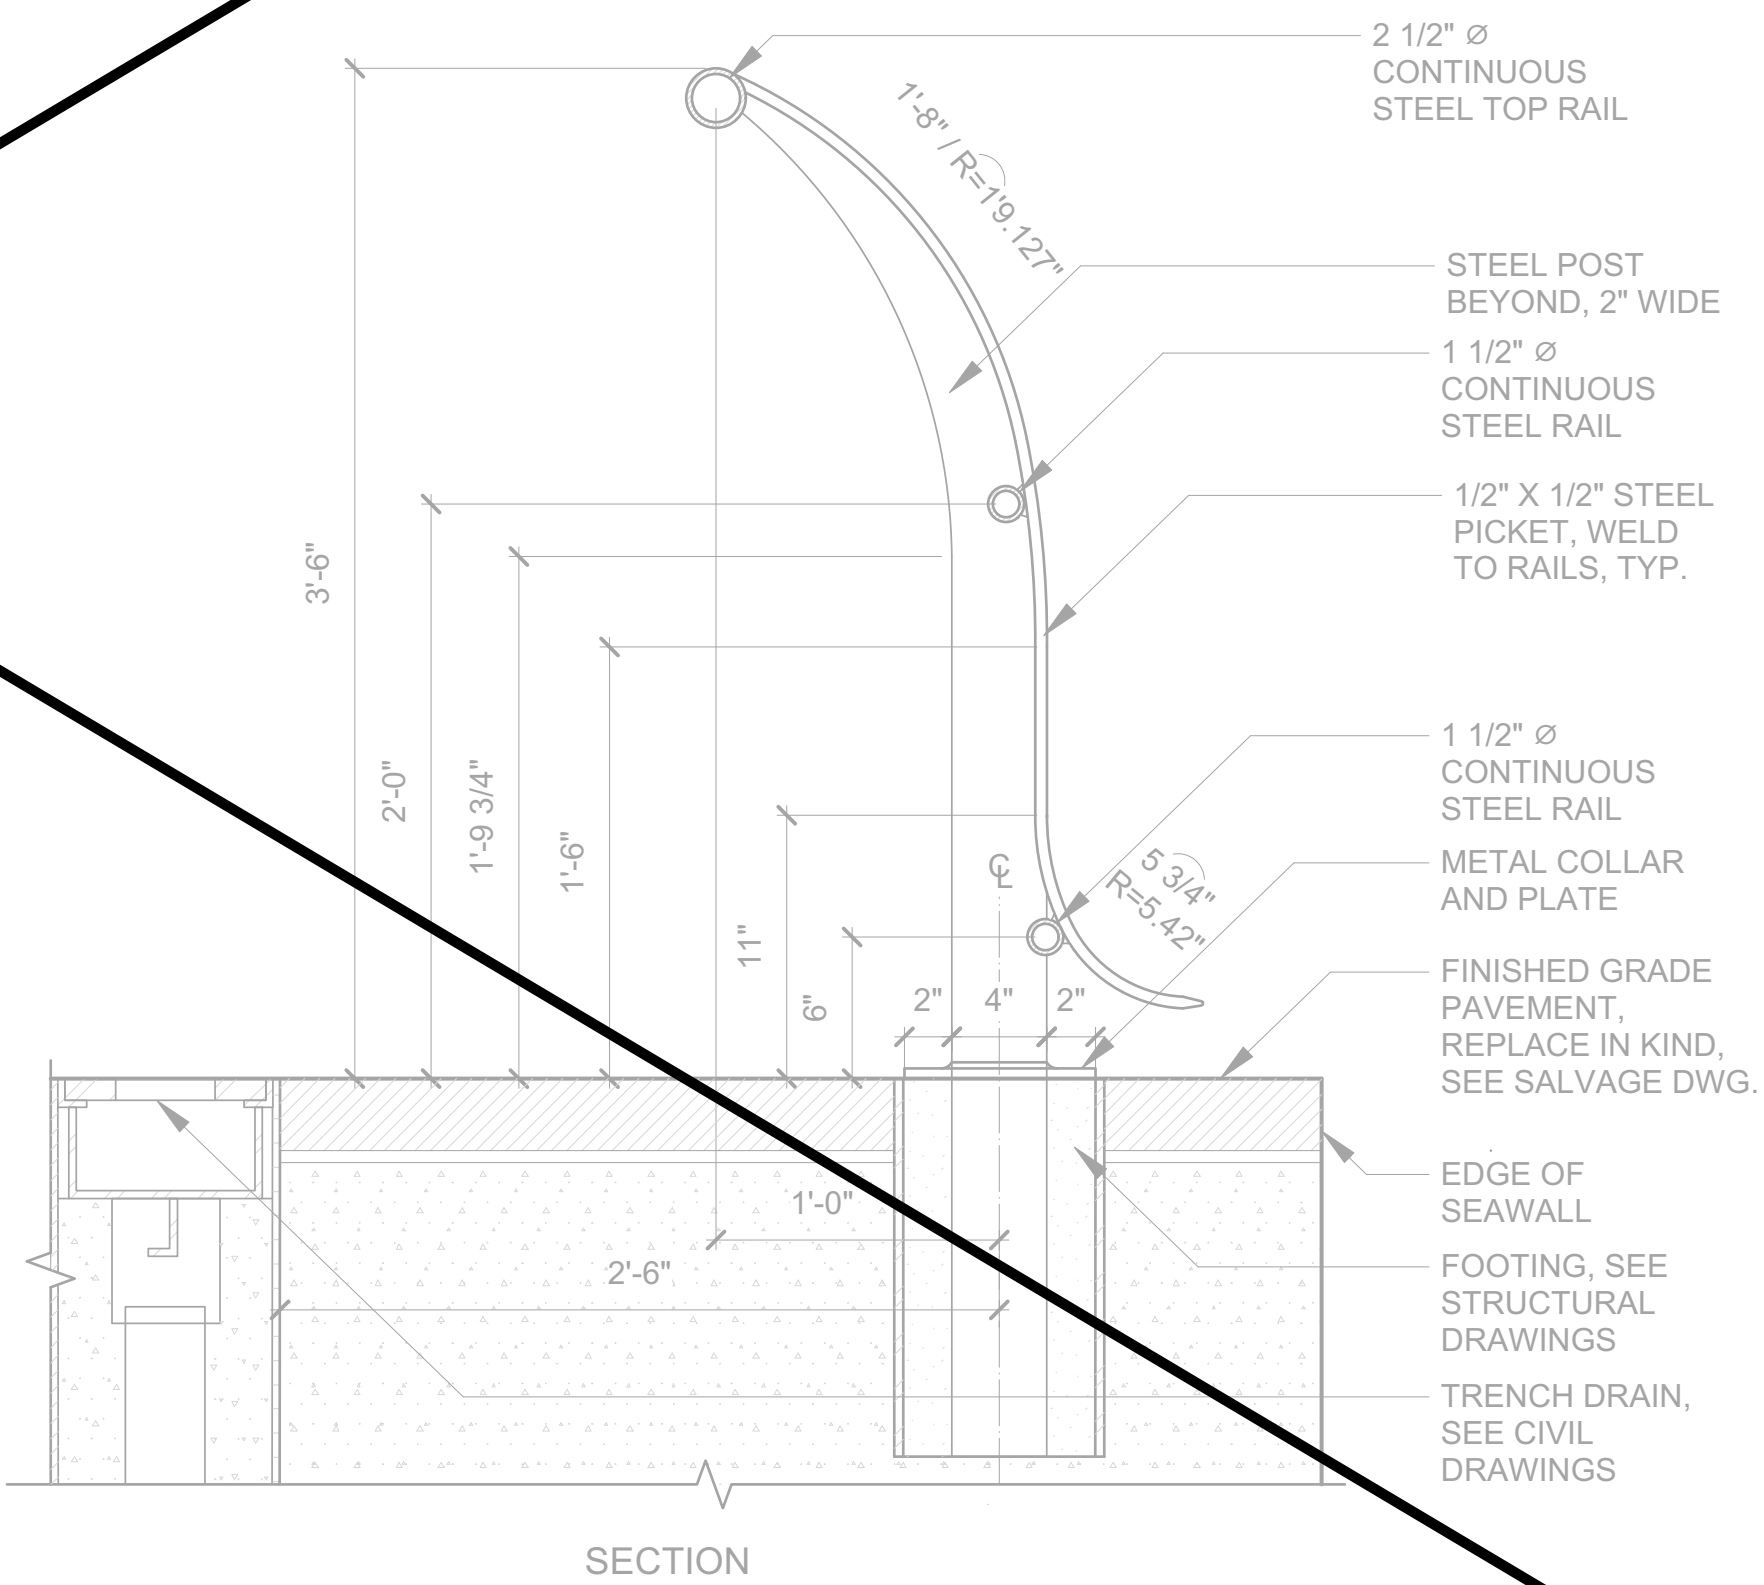 2 1/2" Ø
CONTINUOUS
STEEL TOP RAIL
1'-8" / R=1'9.127"
STEEL POST
BEYOND, 2" WIDE
1 1/2" Ø
CONTINUOUS
STEEL RAIL
1/2" X 1/2" STEEL
PICKET, WELD
TO RAILS, TYP.
3'-6"
2'-0"
1'-9 3/4"
1'-6"
11"
6"
1 1/2" Ø
CONTINUOUS
STEEL RAIL
℄
5 3/4"
R=5.42"
METAL COLLAR
AND PLATE
2"
4"
2"
FINISHED GRADE
PAVEMENT,
REPLACE IN KIND,
SEE SALVAGE DWG.
EDGE OF
SEAWALL
1'-0"
2'-6"
FOOTING, SEE
STRUCTURAL
DRAWINGS
TRENCH DRAIN,
SEE CIVIL
DRAWINGS
SECTION